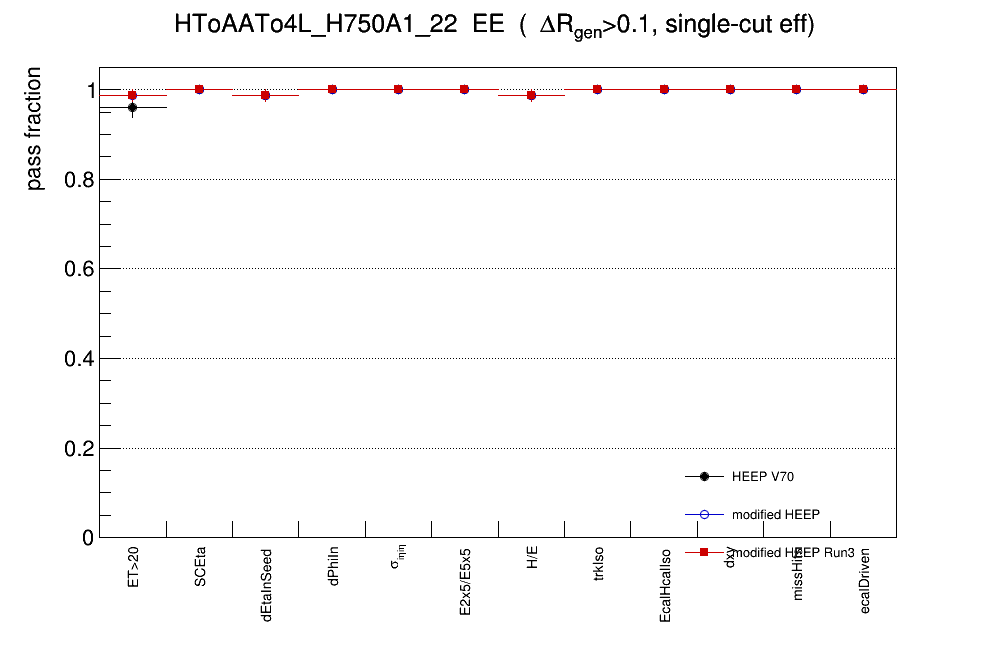 HToAATo4L_H750A1_22 EE ( ΔRgen>0.1, single-cut eff)
pass fraction
1
0.8
0.6
0.4
0.2
0
HEEP V70
modified HEEP
modified HEEP Run3
ET>20
SCEta
dEtaInSeed
dPhiIn
σiηiη
E2x5/E5x5
H/E
trkIso
EcalHcalIso
dxy
missHits
ecalDriven